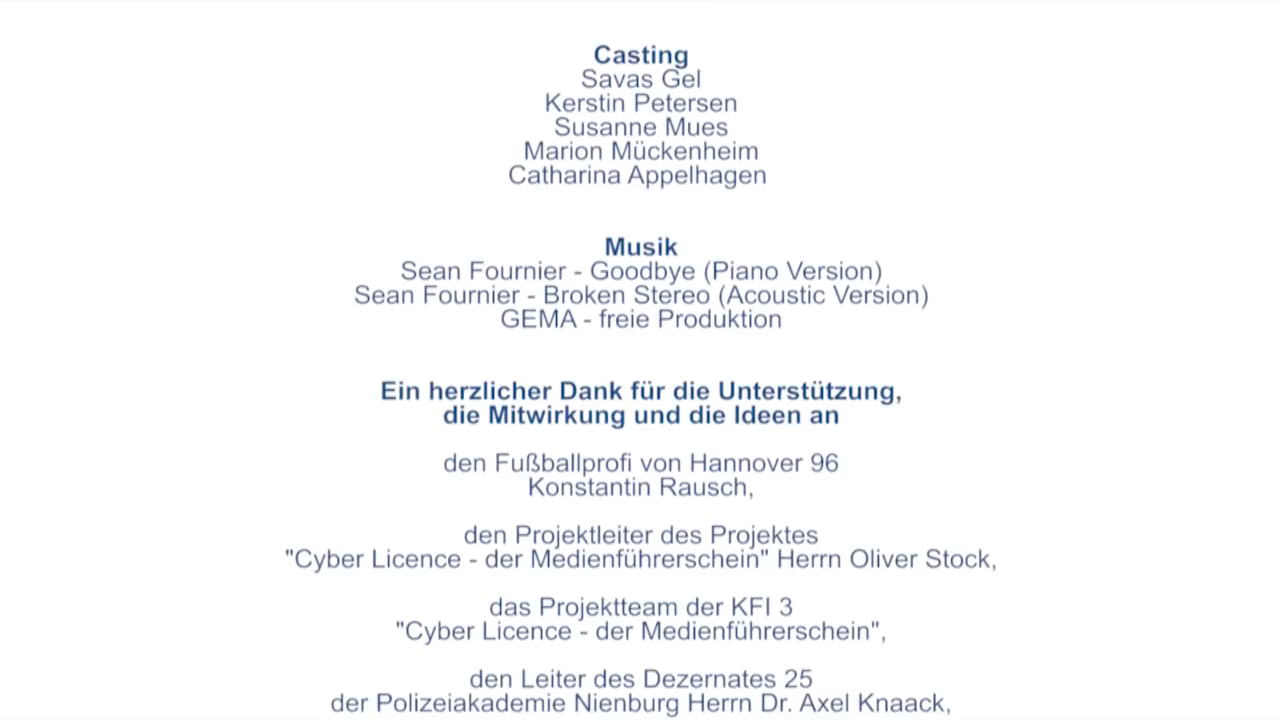 Casting
Savas Gel
Kerstin Petersen
Susanne Mues
Marion Mückenheim
Catharina Appelhagen
Musik
Sean Fournier - Goodbye (Piano Version)
Sean Fournier - Broken Stereo (Acoustic Version)
GEMA - freie Produktion
Ein herzlicher Dank für die Unterstützung,
die Mitwirkung und die Ideen an
den Fußballprofi von Hannover 96
Konstantin Rausch,
den Projektleiter des Projektes
"Cyber Licence - der Medienführerschein" Herrn Oliver Stock,
das Projektteam der KFI 3
"Cyber Licence - der Medienführerschein",
den Leiter des Dezernates 25
der Polizeiakademie Nienburg Herrn Dr. Axel Knaack,